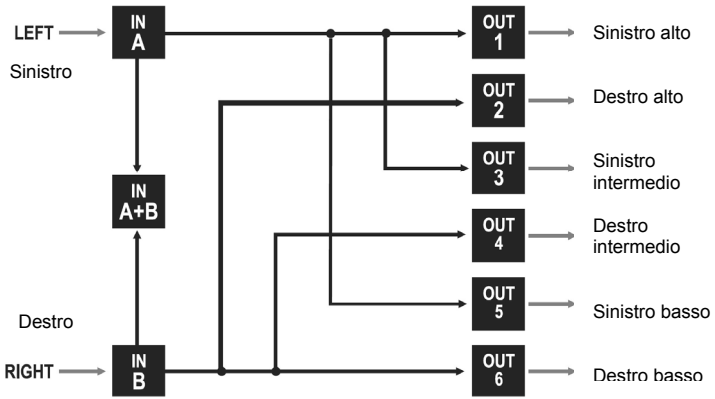 LEFT
Sinistro
IN
A
OUT
1
Sinistro alto
OUT
2
Destro alto
OUT
3
Sinistro
intermedio
IN
A+B
OUT
4
Destro
intermedio
OUT
5
Sinistro basso
Destro
RIGHT
IN
B
OUT
6
Destro basso